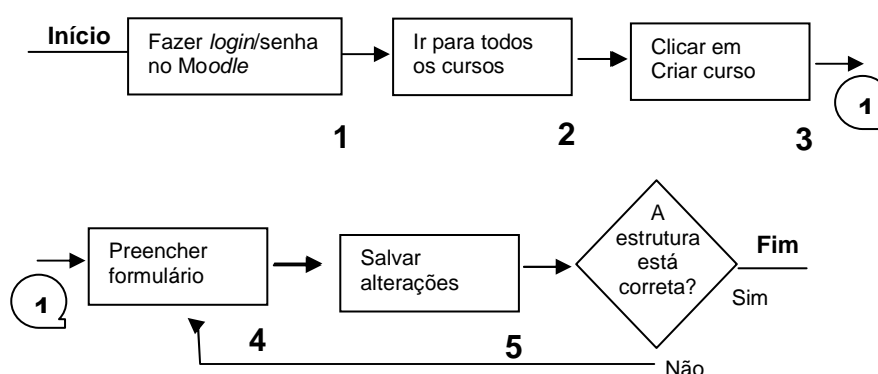 Início
Fazer login/senha
no Moodle
Ir para todos
os cursos
Clicar em
Criar curso
1
1
2
3
Preencher
formulário
Salvar
alterações
A
estrutura
está
correta?
Fim
Sim
1
4
5
Não